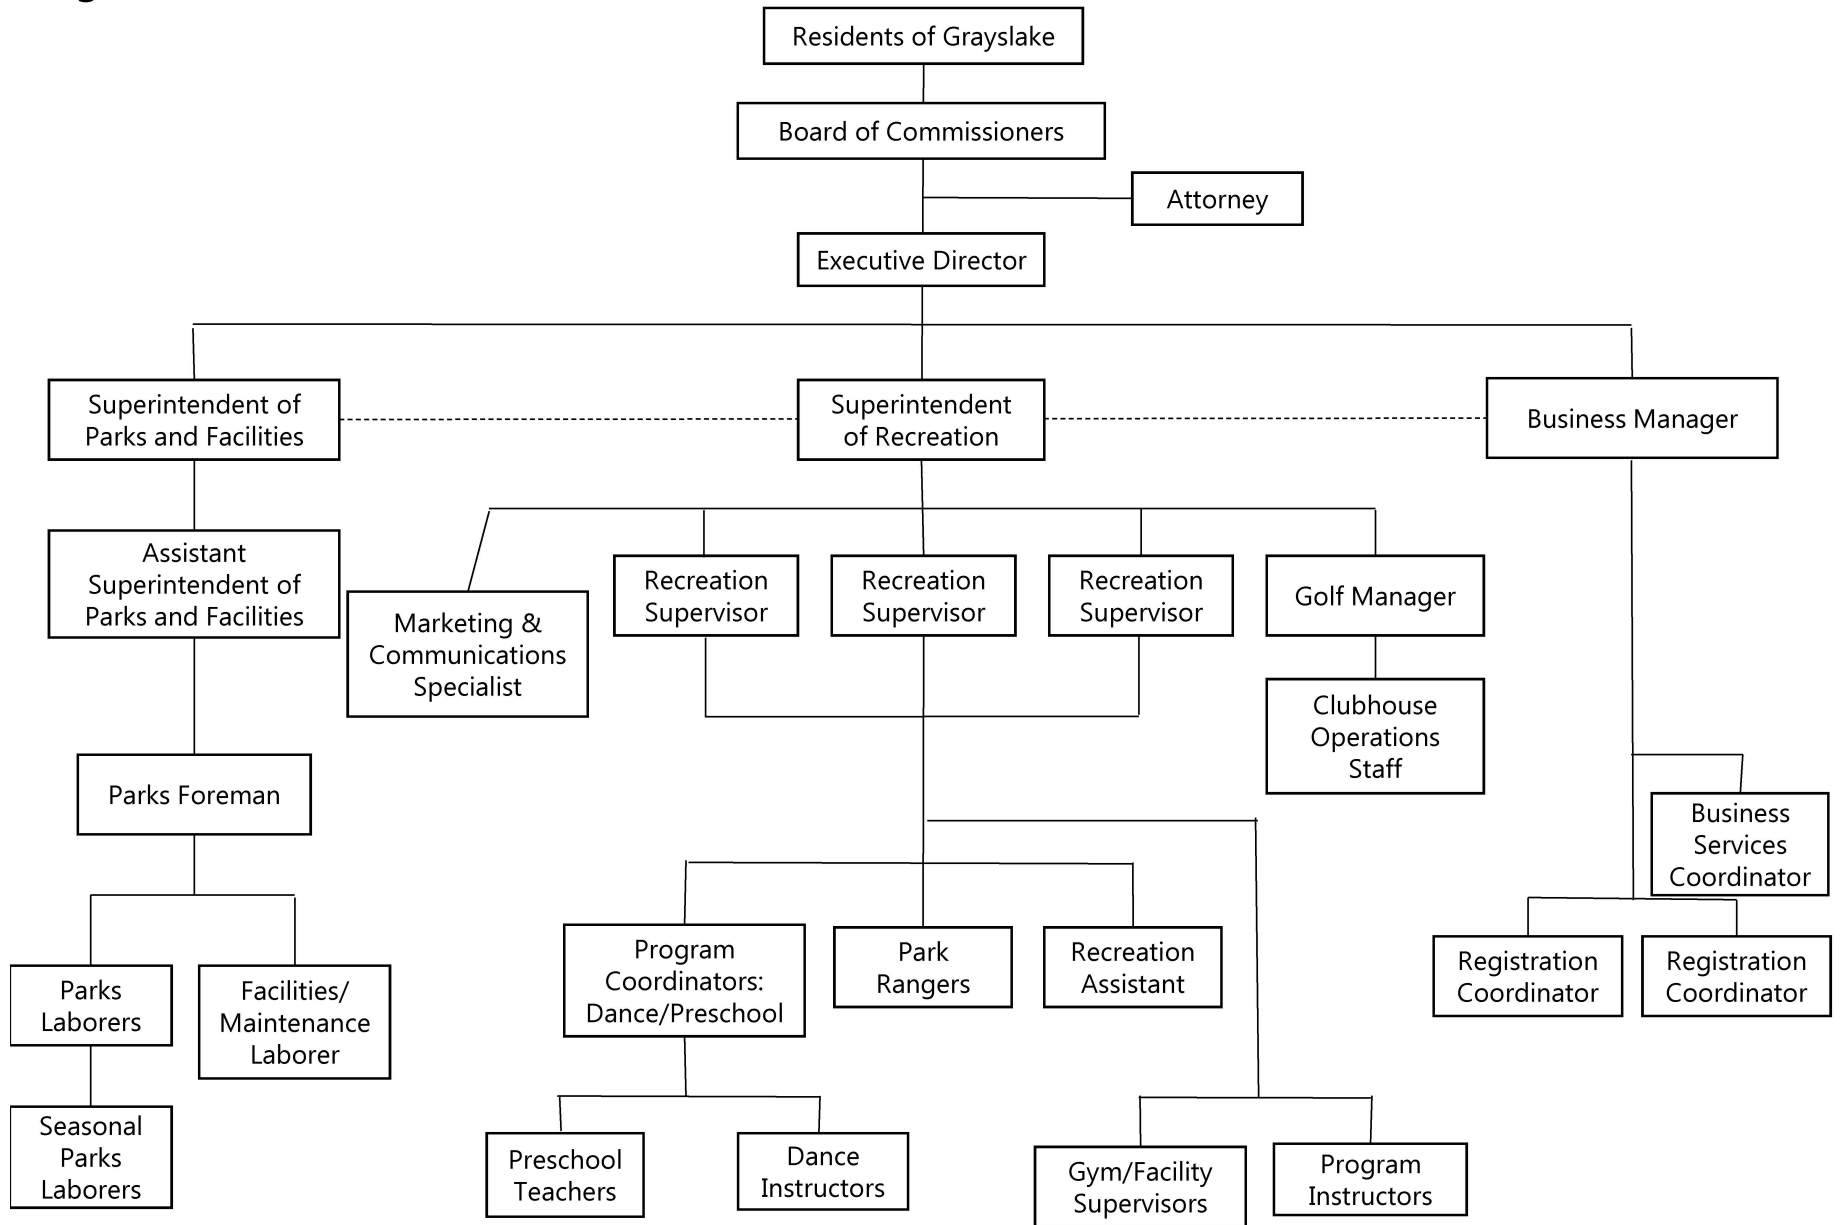 Residents of Grayslake
Board of Commissioners
Attorney
Executive Director
Superintendent of
Parks and Facilities
Superintendent
of Recreation
Business Manager
Assistant
Superintendent of
Parks and Facilities
Marketing &
Communications
Specialist
Recreation
Supervisor
Recreation
Supervisor
Recreation
Supervisor
Golf Manager
Clubhouse
Operations
Staff
Parks Foreman
Business
Services
Coordinator
Parks
Laborers
Facilities/
Maintenance
Laborer
Program
Coordinators:
Dance/Preschool
Park
Rangers
Recreation
Assistant
Registration
Coordinator
Registration
Coordinator
Seasonal
Parks
Laborers
Preschool
Teachers
Dance
Instructors
Gym/Facility
Supervisors
Program
Instructors